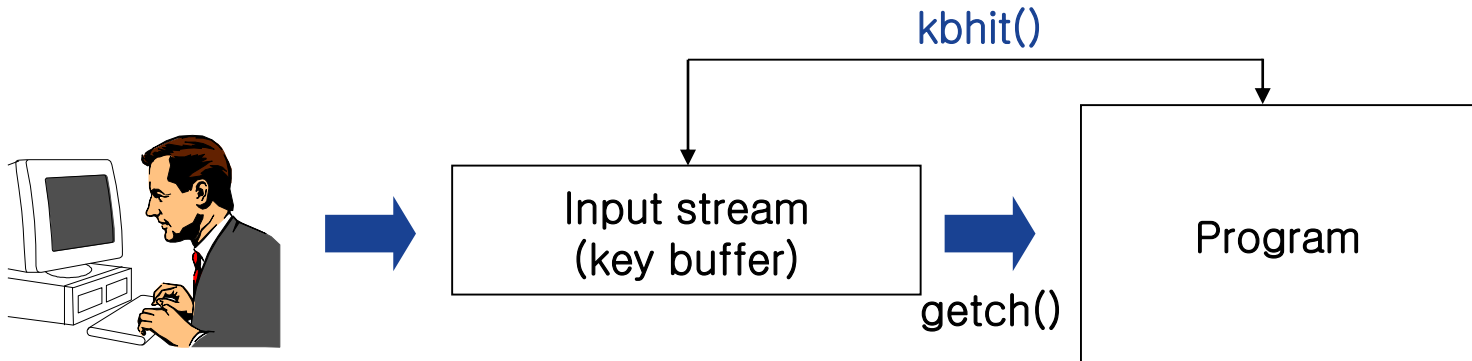 kbhit()
Input stream
(key buffer)
Program
getch()